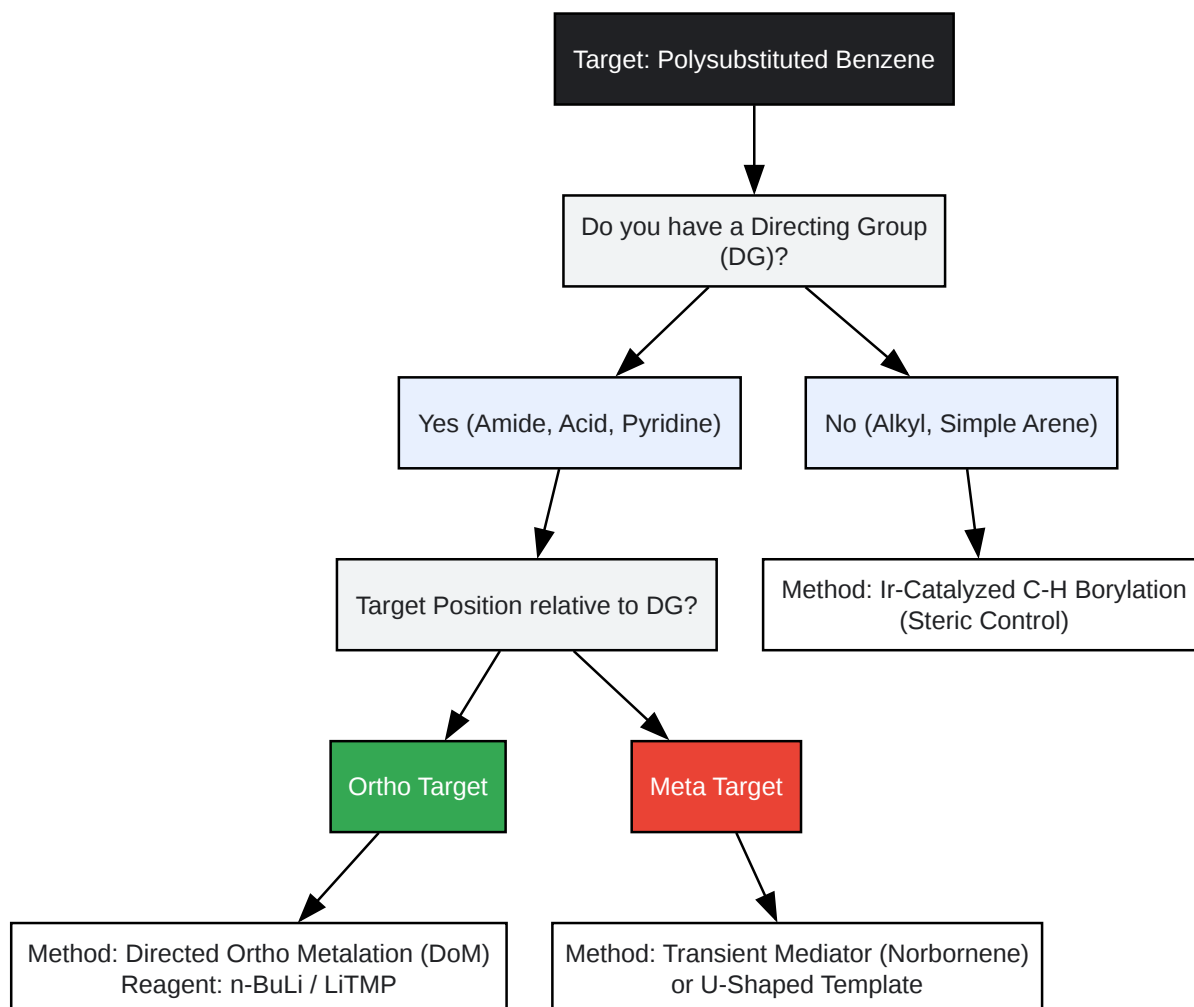 Target: Polysubstituted Benzene
Do you have a Directing Group
(DG)?
Yes (Amide, Acid, Pyridine)
No (Alkyl, Simple Arene)
Target Position relative to DG?
Method: Ir-Catalyzed C-H Borylation
(Steric Control)
Ortho Target
Meta Target
Method: Directed Ortho Metalation (DoM)
Reagent: n-BuLi / LiTMP
Method: Transient Mediator (Norbornene)
or U-Shaped Template